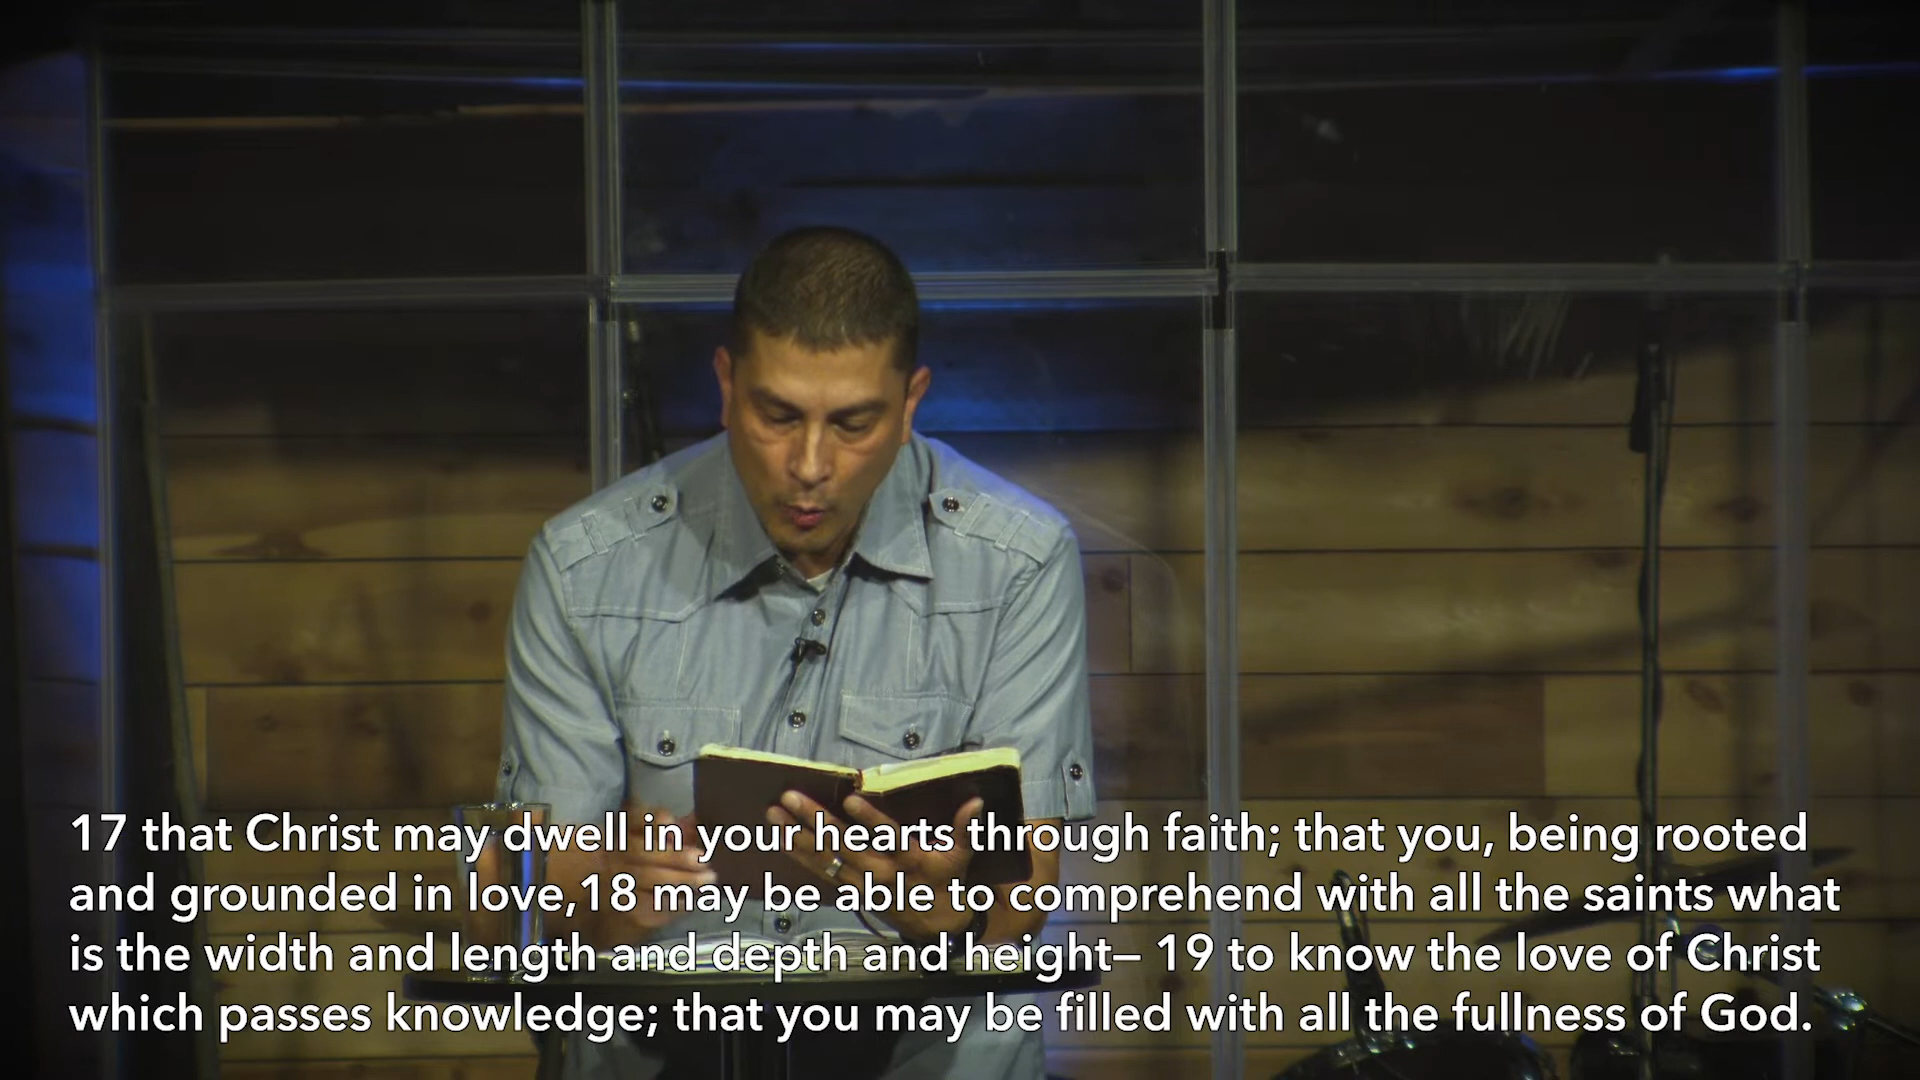 17 that Christ may dwell in your hearts through faith; that you, being rooted
and grounded in love,18 may be able to comprehend with all the saints what
is the width and length and depth and height– 19 to know the love of Christ
which passes knowledge; that you may be filled with all the fullness of God.